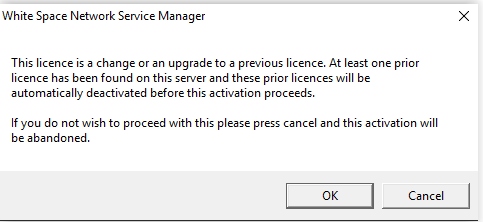 White Space Network Service Manager
This licence is a change or an upgrade to a previous licence. At least one prior
licence has been found on this server and these prior licences will be
automatically deactivated before this activation proceeds.
If you do not wish to proceed with this please press cancel and this activation will
be abandoned.
OK
Cancel